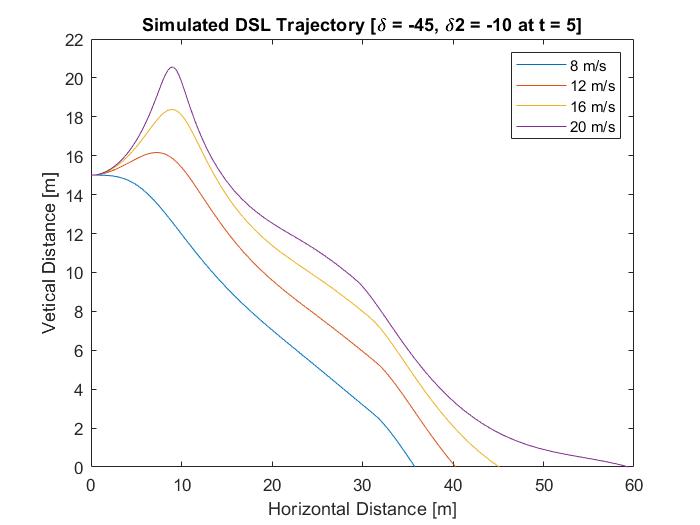 Simulated DSL Trajectory [δ = -45, δ2 = -10 at t = 5]
22
20
18
16
14
12
10
8
6
4
2
0
Vetical Distance [m]
8 m/s
12 m/s
16 m/s
20 m/s
0 10 20 30 40 50 60
Horizontal Distance [m]